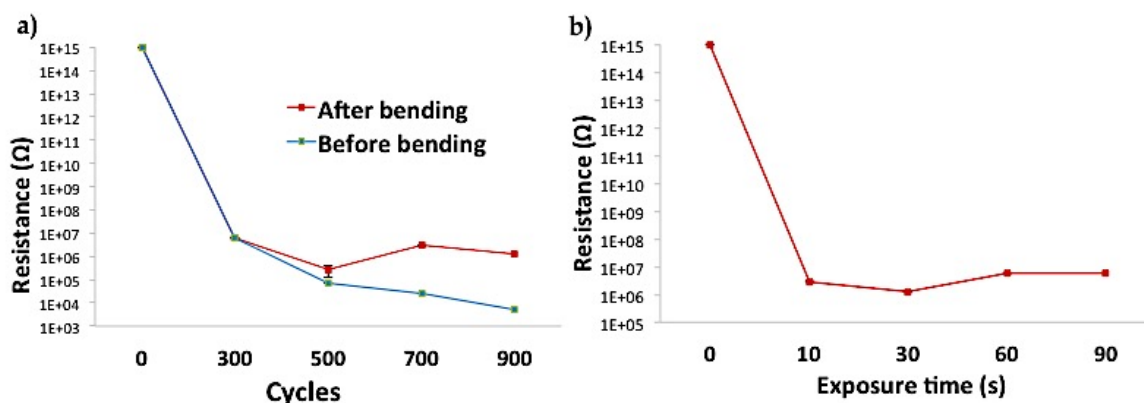 a)
Resistance (Ω)
1E+15
1E+14
1E+13
1E+12
1E+11
1E+10
1E+09
1E+08
1E+07
1E+06
1E+05
1E+04
1E+03
After bending
Before bending
0 300 500 700 900
Cycles
b)
Resistance (Ω)
1E+15
1E+14
1E+13
1E+12
1E+11
1E+10
1E+09
1E+08
1E+07
1E+06
1E+05
0 10 30 60 90
Exposure time (s)